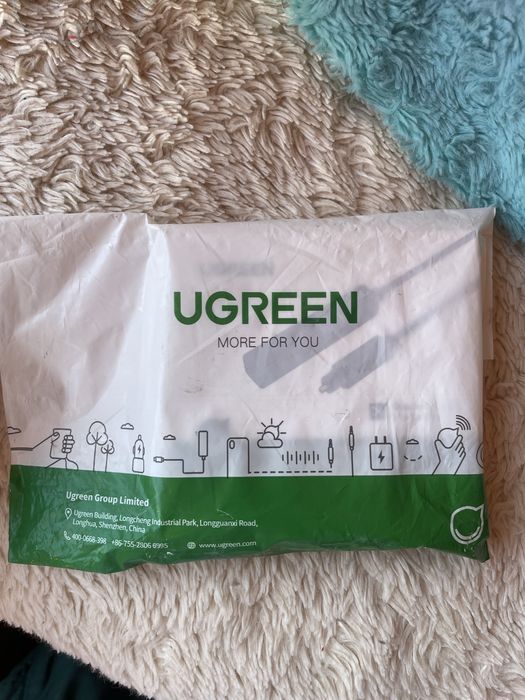 UGREEN
MORE FOR YOU
Ugreen Group Limited
Ugreen Building, Longcheng Industrial Park, Longguanxi Road,
Longhua, Shenzhen, China
400-0668-398 +86-755-2806 6995 www.ugreen.com